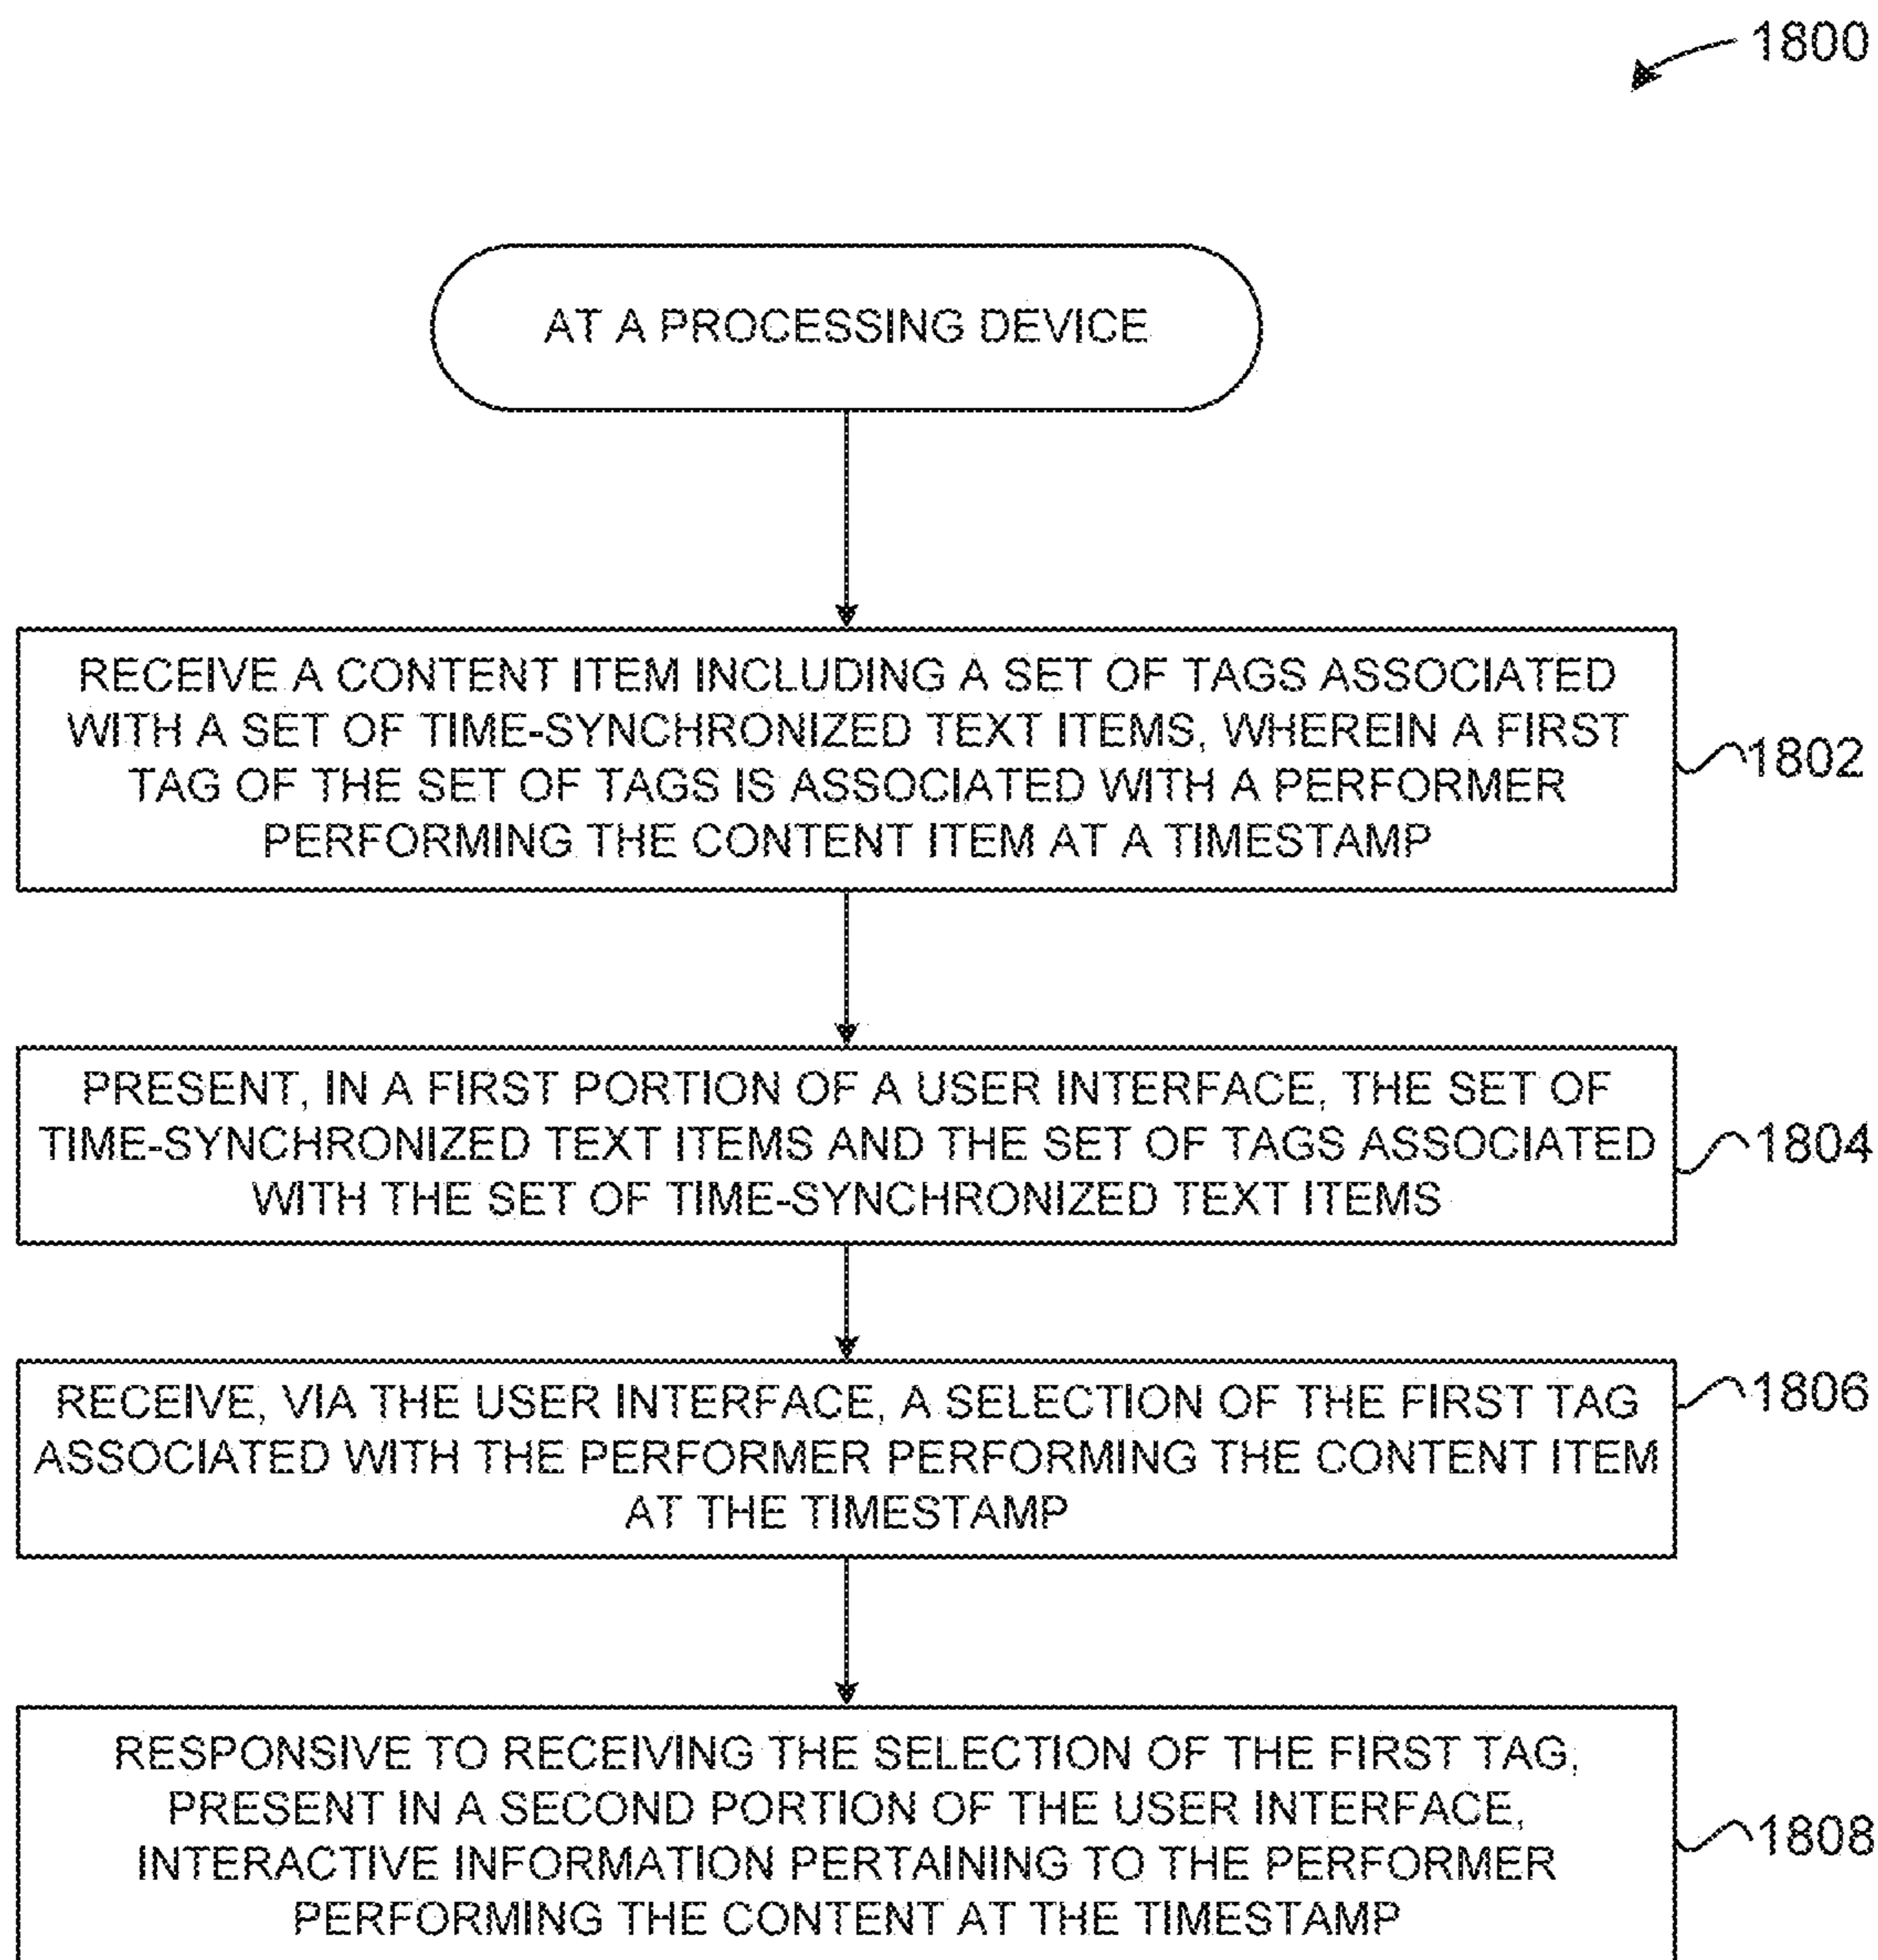 1800
AT A PROCESSING DEVICE
RECEIVE A CONTENT ITEM INCLUDING A SET OF TAGS ASSOCIATED
WITH A SET OF TIME-SYNCHRONIZED TEXT ITEMS, WHEREIN A FIRST
TAG OF THE SET OF TAGS IS ASSOCIATED WITH A PERFORMER
PERFORMING THE CONTENT ITEM AT A TIMESTAMP
1802
PRESENT, IN A FIRST PORTION OF A USER INTERFACE, THE SET OF
TIME-SYNCHRONIZED TEXT ITEMS AND THE SET OF TAGS ASSOCIATED
WITH THE SET OF TIME-SYNCHRONIZED TEXT ITEMS
1804
RECEIVE, VIA THE USER INTERFACE, A SELECTION OF THE FIRST TAG
ASSOCIATED WITH THE PERFORMER PERFORMING THE CONTENT ITEM
AT THE TIMESTAMP
1806
RESPONSIVE TO RECEIVING THE SELECTION OF THE FIRST TAG,
PRESENT IN A SECOND PORTION OF THE USER INTERFACE,
INTERACTIVE INFORMATION PERTAINING TO THE PERFORMER
PERFORMING THE CONTENT AT THE TIMESTAMP
1808